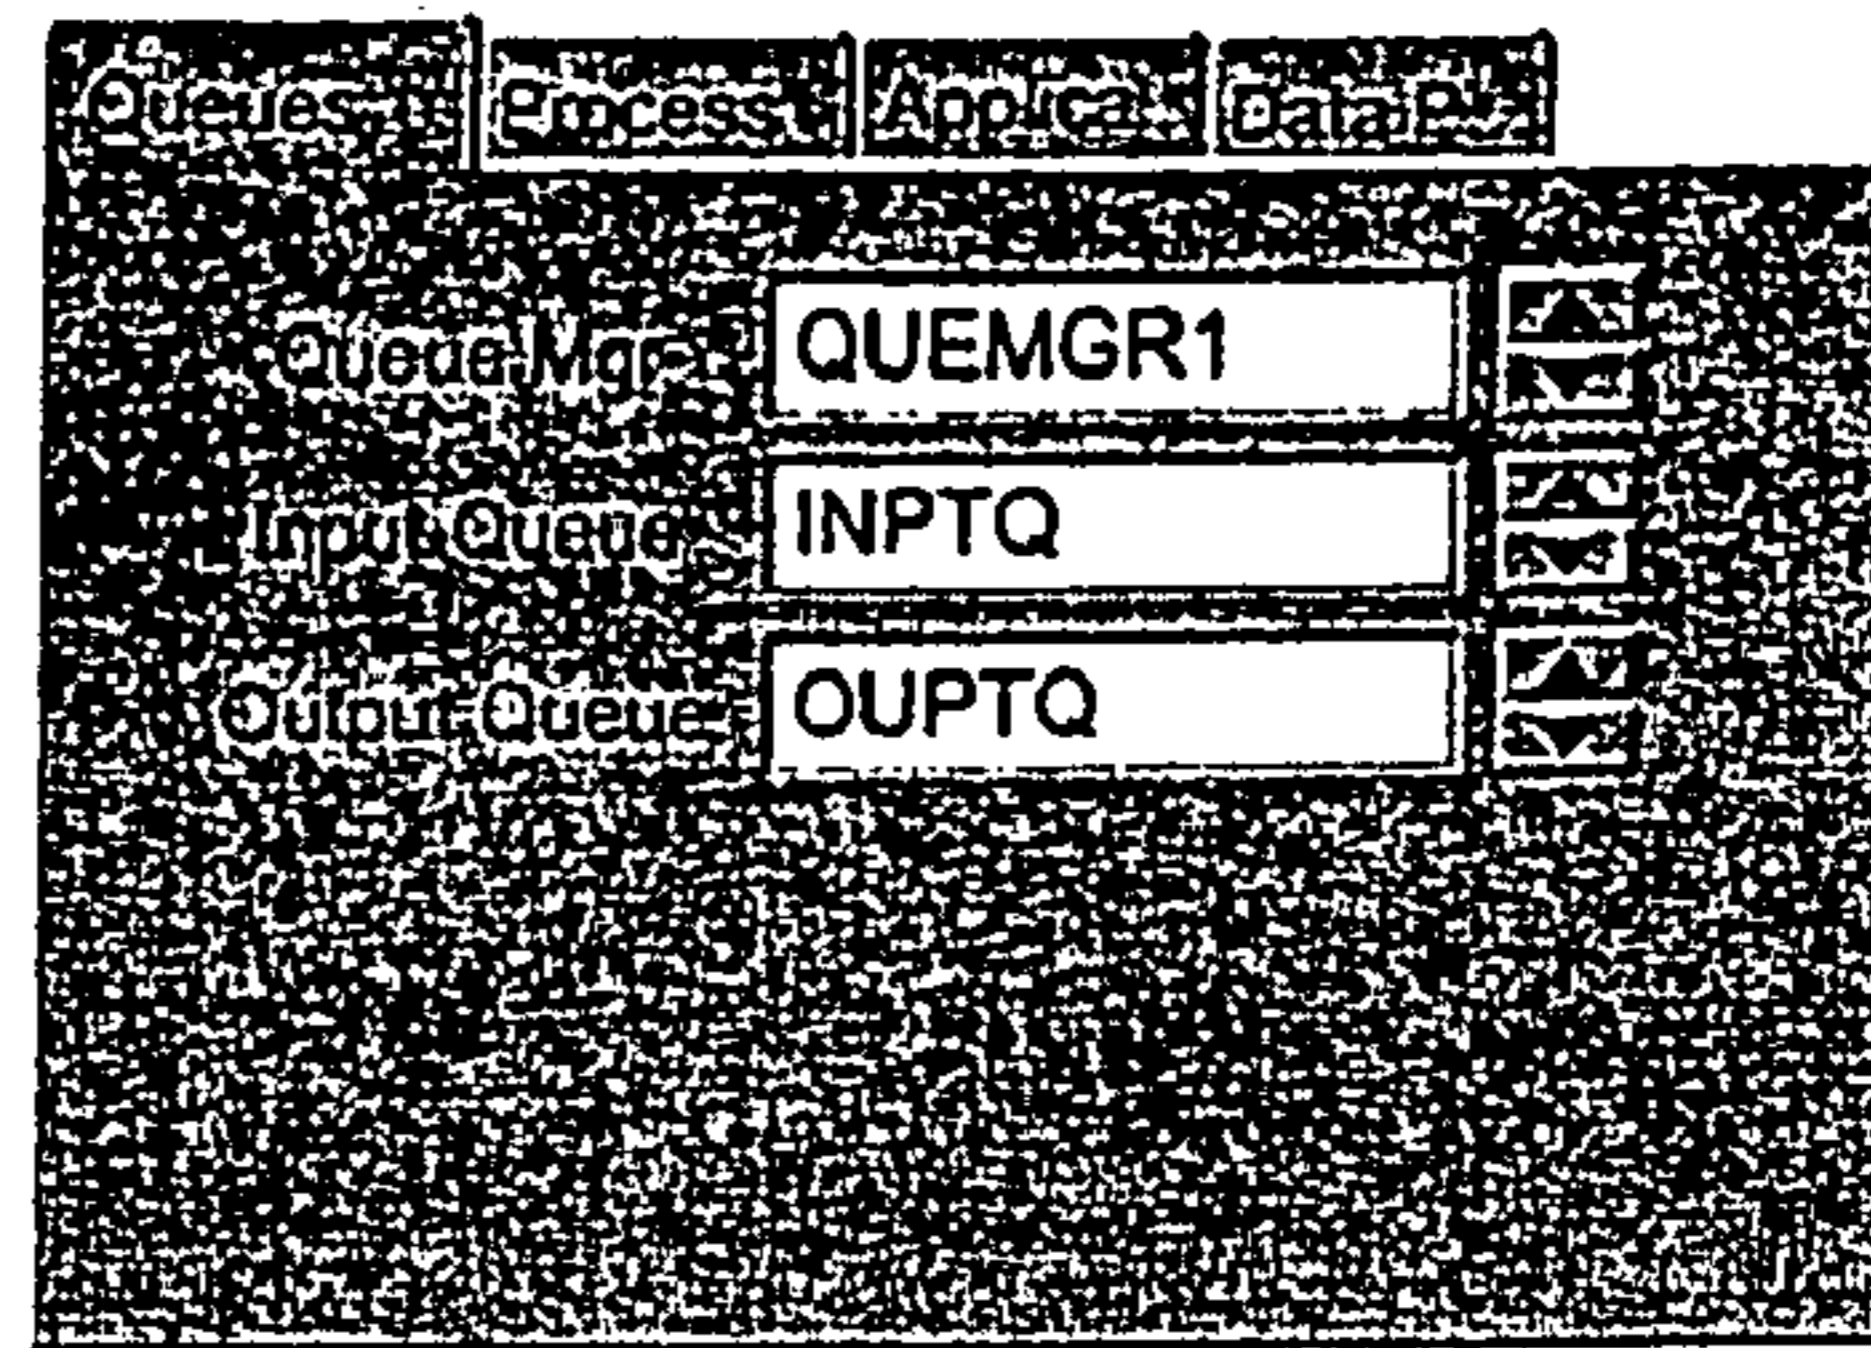 Queues Process Applica Data
Queue Mgr QUEMGR1
Input Queue INPTQ
Output Queue OUPTQ